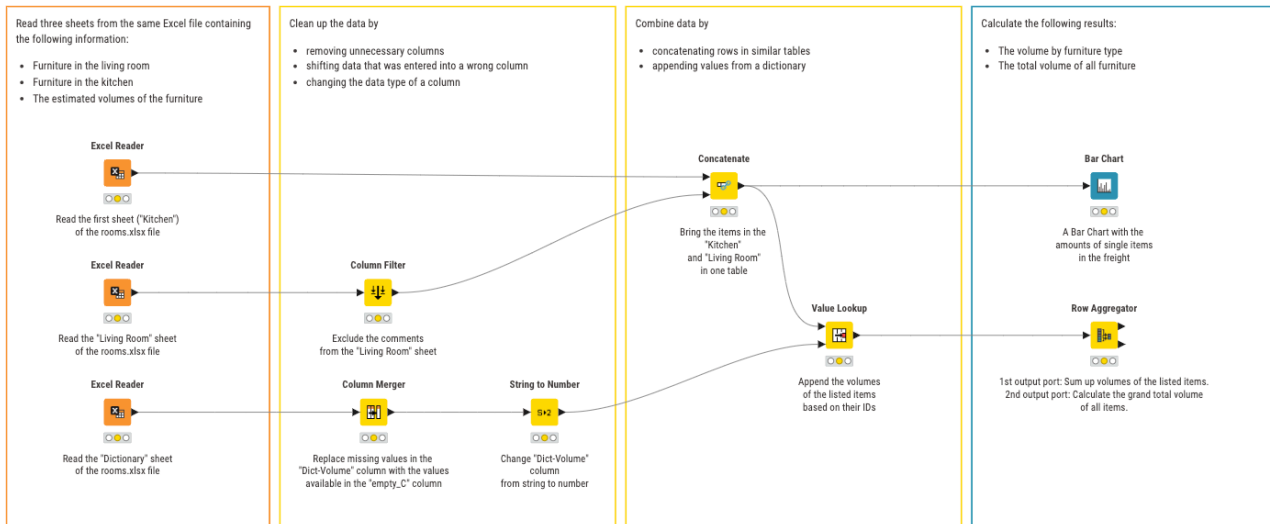 Read three sheets from the same Excel file containing
the following information:
• Furniture in the living room
• Furniture in the kitchen
• The estimated volumes of the furniture
Clean up the data by
• removing unnecessary columns
• shifting data that was entered into a wrong column
• changing the data type of a column
Combine data by
• concatenating rows in similar tables
• appending values from a dictionary
Calculate the following results:
• The volume by furniture type
• The total volume of all furniture
Excel Reader
Read the first sheet ("Kitchen")
of the rooms.xlsx file
Concatenate
Bring the items in the
"Kitchen"
and "Living Room"
in one table
Bar Chart
A Bar Chart with the
amounts of single items
in the freight
Excel Reader
Read the "Living Room" sheet
of the rooms.xlsx file
Column Filter
Exclude the comments
from the "Living Room" sheet
Value Lookup
Append the volumes
of the listed items
based on their IDs
Row Aggregator
1st output port: Sum up volumes of the listed items.
2nd output port: Calculate the grand total volume
of all items.
Excel Reader
Read the "Dictionary" sheet
of the rooms.xlsx file
Column Merger
Replace missing values in the
"Dict-Volume" column with the values
available in the "empty_C" column
String to Number
S▸2
Change "Dict-Volume"
column
from string to number